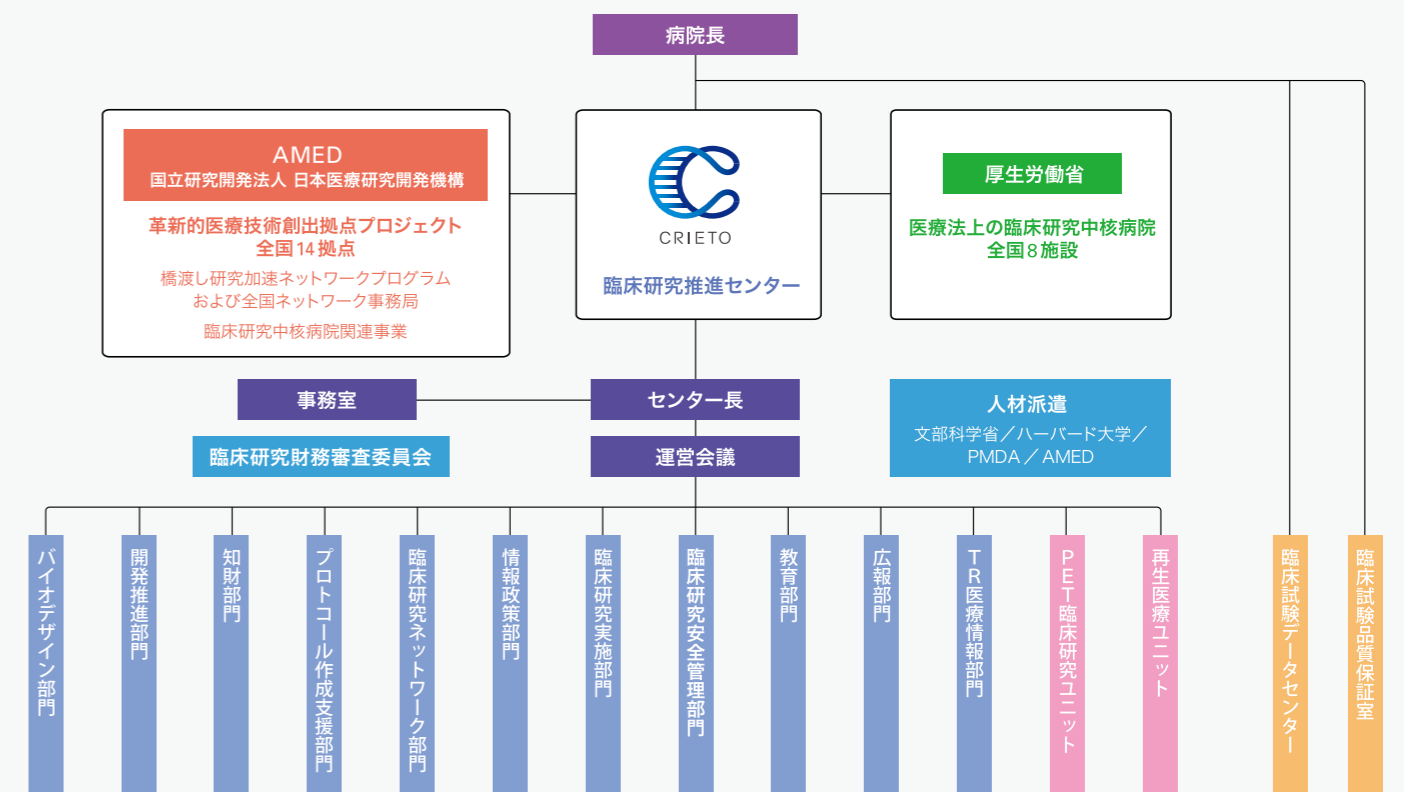 病院長
AMED
国立研究開発法人 日本医療研究開発機構
革新的医療技術創出拠点プロジェクト
全国14拠点
橋渡し研究加速ネットワークプログラム
および全国ネットワーク事務局
臨床研究中核病院関連事業
CRIETO
臨床研究推進センター
厚生労働省
医療法上の臨床研究中核病院
全国8施設
事務室
センター長
臨床研究財務審査委員会
運営会議
人材派遣
文部科学省／ハーバード大学／
PMDA／AMED
バイオデザイン部門
開発推進部門
知財部門
プロトコール作成支援部門
臨床研究ネットワーク部門
情報政策部門
臨床研究実施部門
臨床研究安全管理部門
教育部門
広報部門
TR医療情報部門
PET臨床研究ユニット
再生医療ユニット
臨床試験データセンター
臨床試験品質保証室